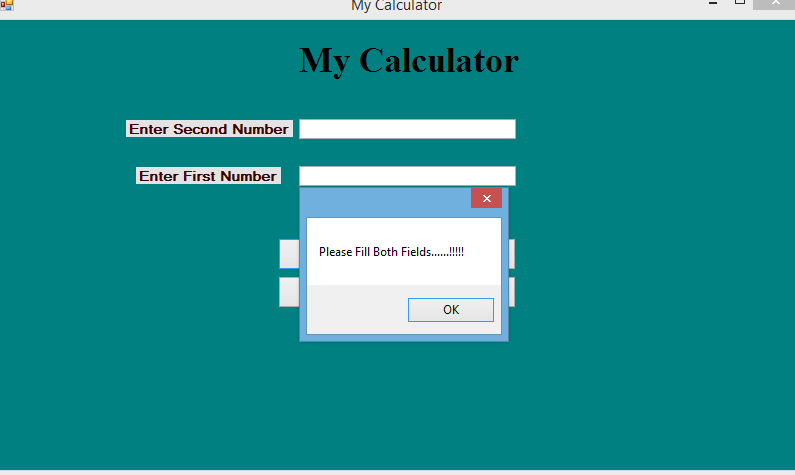 My Calculator
My Calculator
Enter Second Number
Enter First Number
Please Fill Both Fields......!!!!!
OK